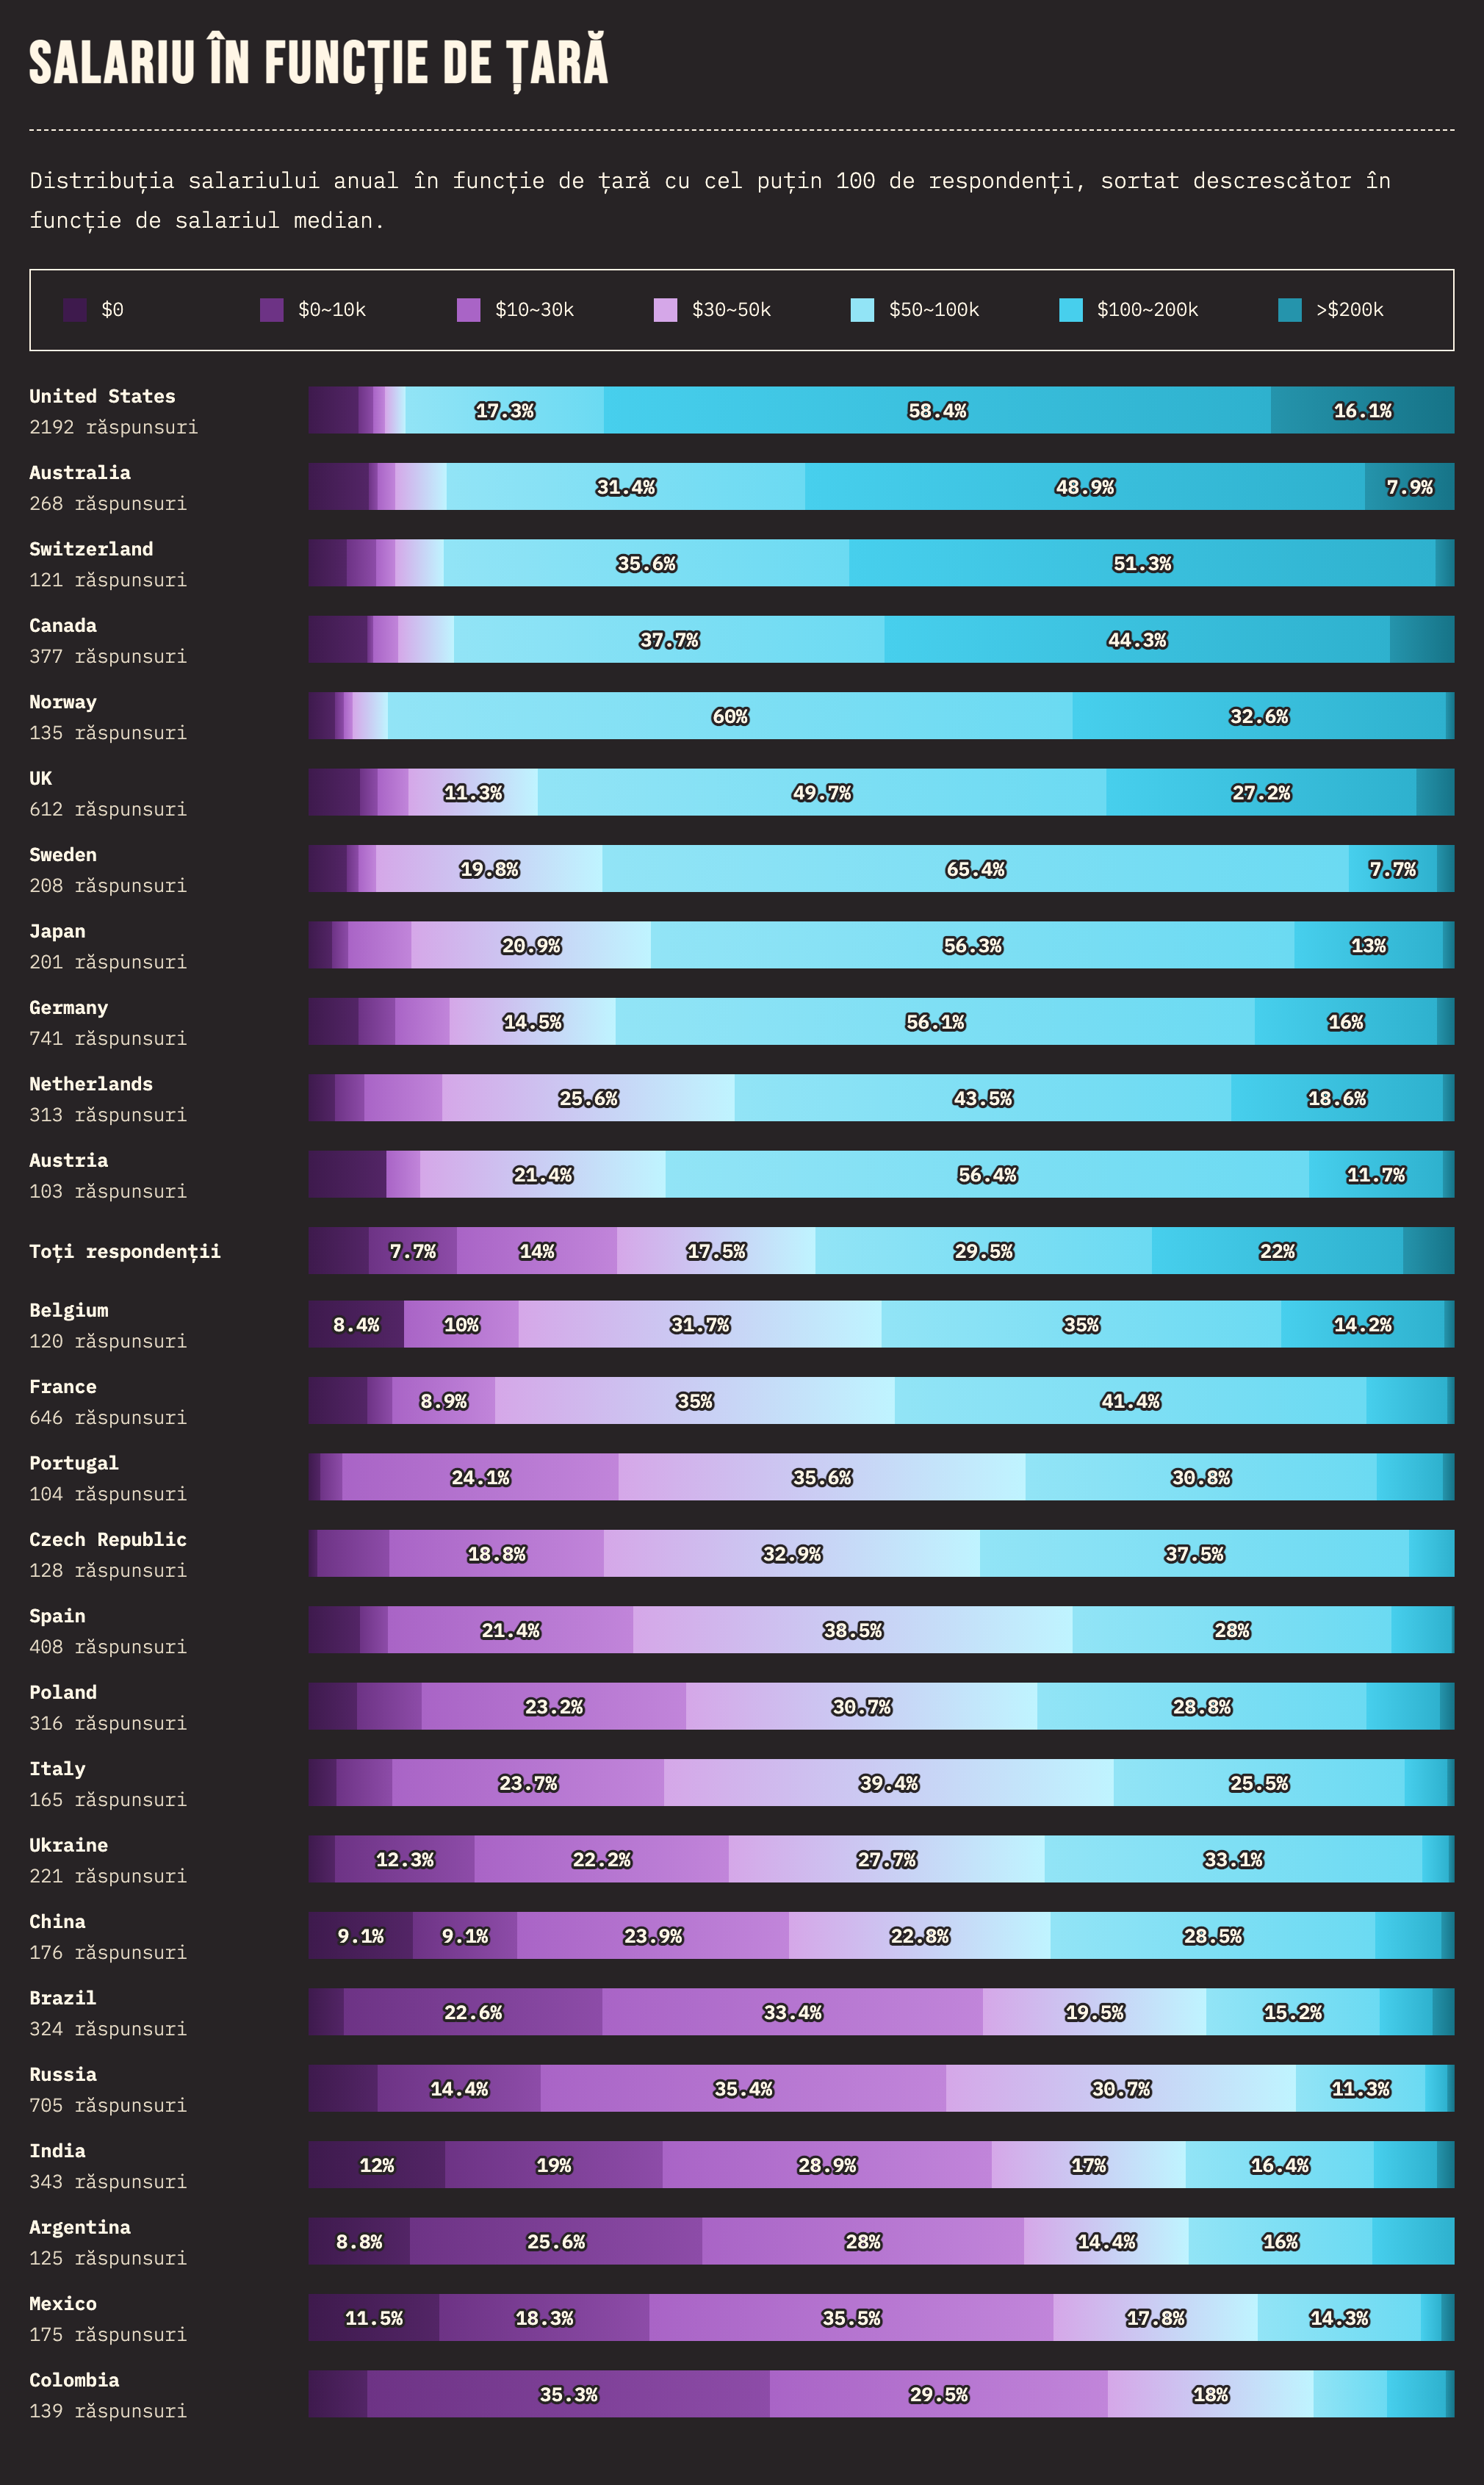 SALARIU ÎN FUNCȚIE DE ȚARĂ
Distribuția salariului anual în funcție de țară cu cel puțin 100 de respondenți, sortat descrescător în
funcție de salariul median.
$0 $0~10k $10~30k $30~50k $50~100k $100~200k >$200k
United States
17.3% 58.4% 16.1%
2192 răspunsuri
Australia
31.4% 48.9% 7.9%
268 răspunsuri
Switzerland
35.6% 51.3%
121 răspunsuri
Canada
37.7% 44.3%
377 răspunsuri
Norway
60% 32.6%
135 răspunsuri
UK
11.3% 49.7% 27.2%
612 răspunsuri
Sweden
19.8% 65.4% 7.7%
208 răspunsuri
Japan
20.9% 56.3% 13%
201 răspunsuri
Germany
14.5% 56.1% 16%
741 răspunsuri
Netherlands
25.6% 43.5% 18.6%
313 răspunsuri
Austria
21.4% 56.4% 11.7%
103 răspunsuri
Toți respondenții 7.7% 14% 17.5% 29.5% 22%
Belgium
8.4% 10% 31.7% 35% 14.2%
120 răspunsuri
France
8.9% 35% 41.4%
646 răspunsuri
Portugal
24.1% 35.6% 30.8%
104 răspunsuri
Czech Republic
18.8% 32.9% 37.5%
128 răspunsuri
Spain
21.4% 38.5% 28%
408 răspunsuri
Poland
23.2% 30.7% 28.8%
316 răspunsuri
Italy
23.7% 39.4% 25.5%
165 răspunsuri
Ukraine
12.3% 22.2% 27.7% 33.1%
221 răspunsuri
China
9.1% 9.1% 23.9% 22.8% 28.5%
176 răspunsuri
Brazil
22.6% 33.4% 19.5% 15.2%
324 răspunsuri
Russia
14.4% 35.4% 30.7% 11.3%
705 răspunsuri
India
12% 19% 28.9% 17% 16.4%
343 răspunsuri
Argentina
8.8% 25.6% 28% 14.4% 16%
125 răspunsuri
Mexico
11.5% 18.3% 35.5% 17.8% 14.3%
175 răspunsuri
Colombia
35.3% 29.5% 18%
139 răspunsuri